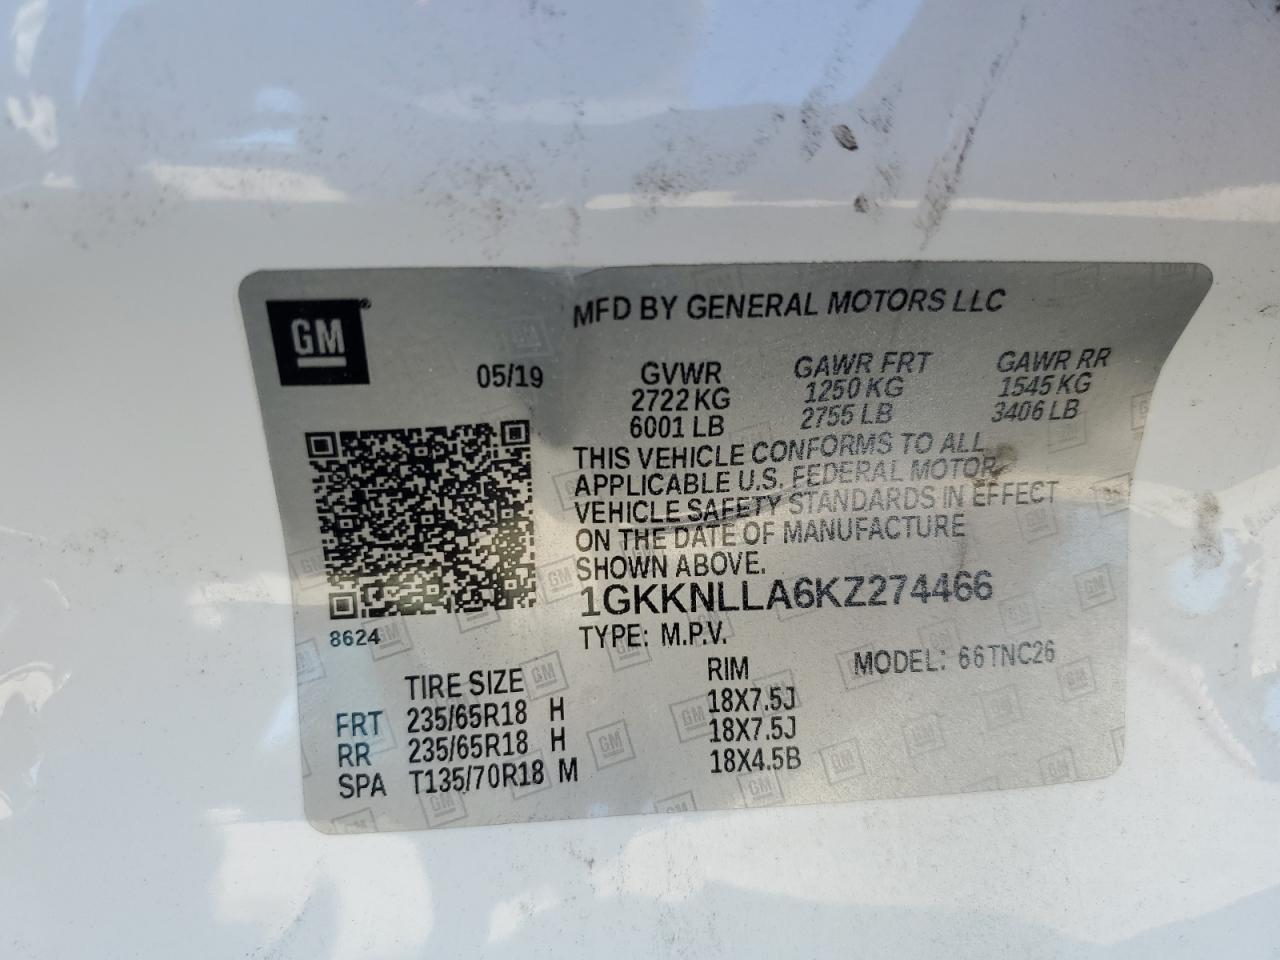 GM®
MFD BY GENERAL MOTORS LLC
05/19
GVWR GAWR FRT GAWR RR
2722 KG 1250 KG 1545 KG
6001 LB 2755 LB 3406 LB
THIS VEHICLE CONFORMS TO ALL
APPLICABLE U.S. FEDERAL MOTOR
VEHICLE SAFETY STANDARDS IN EFFECT
ON THE DATE OF MANUFACTURE
SHOWN ABOVE.
1GKKNLLA6KZ274466
8624
TYPE: M.P.V. MODEL: 66TNC26
TIRE SIZE RIM
FRT 235/65R18 H 18X7.5J
RR 235/65R18 H 18X7.5J
SPA T135/70R18 M 18X4.5B